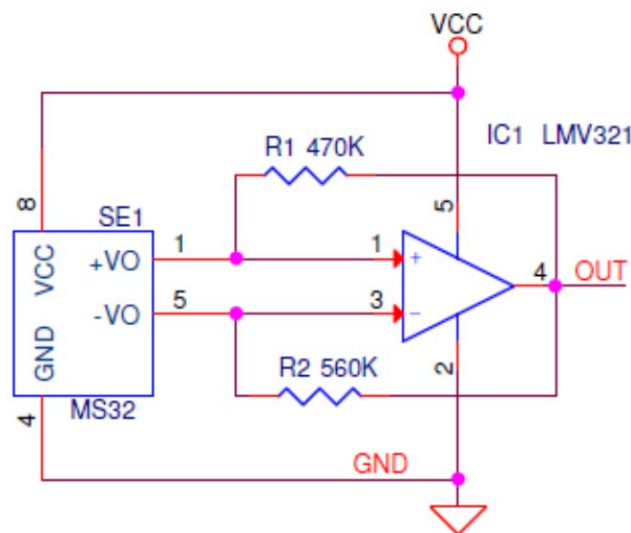 VCC
IC1 LMV321
R1 470K
8
5
SE1
VCC
+VO
1
1
+
4
OUT
-VO
5
3
−
GND
R2 560K
2
4
MS32
GND